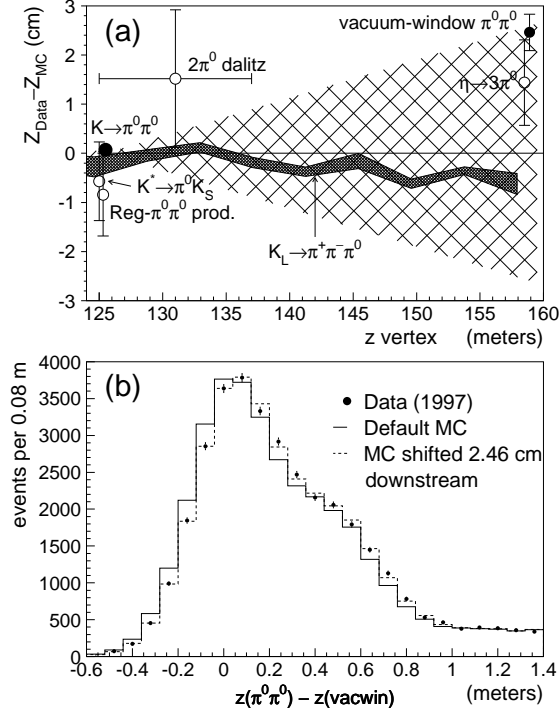 Z_Data–Z_MC (cm)
3
2
1
0
-1
-2
-3
(a)
vacuum-window π⁰π⁰
2π⁰ dalitz
η→3π⁰
K→π⁰π⁰
K*→π⁰K_S
Reg-π⁰π⁰ prod.
K_L→π⁺π⁻π⁰
125 130 135 140 145 150 155 160
z vertex (meters)
events per 0.08 m
4000
3500
3000
2500
2000
1500
1000
500
0
(b)
Data (1997)
Default MC
MC shifted 2.46 cm
downstream
-0.6 -0.4 -0.2 0 0.2 0.4 0.6 0.8 1 1.2 1.4
z(π⁰π⁰) – z(vacwin) (meters)